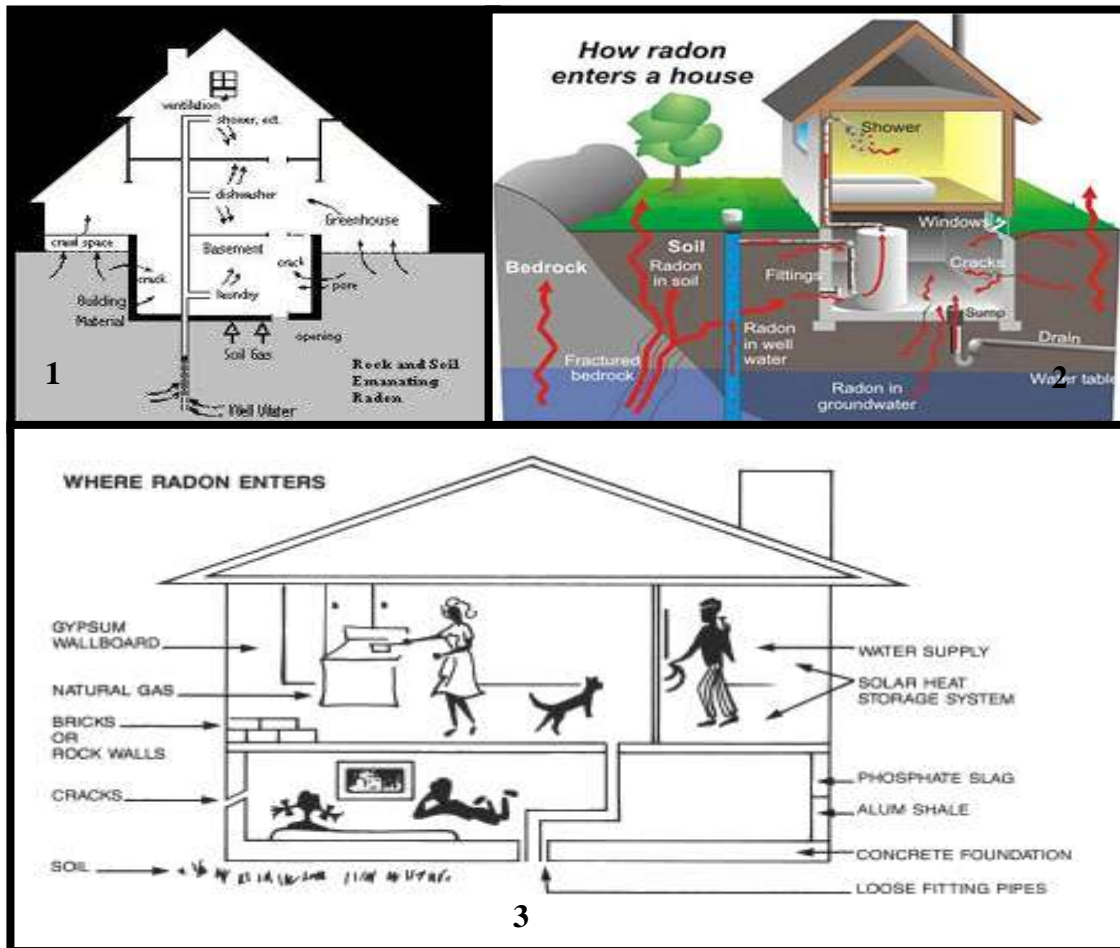 ventilation
shower, ect.
dishwasher
Greenhouse
crawl space
Basement
crack
crack
pore
laundry
Building
Material
opening
Soil Gas
1
Rock and Soil
Emanating
Radon
Well Water
How radon
enters a house
Shower
Windows
Soil
Radon
in soil
Bedrock
Fittings
Cracks
Sump
Radon
in well
water
Drain
Fractured
bedrock
Water table
2
Radon in
groundwater
WHERE RADON ENTERS
GYPSUM
WALLBOARD
NATURAL GAS
BRICKS
OR
ROCK WALLS
CRACKS
SOIL
WATER SUPPLY
SOLAR HEAT
STORAGE SYSTEM
PHOSPHATE SLAG
ALUM SHALE
CONCRETE FOUNDATION
LOOSE FITTING PIPES
3